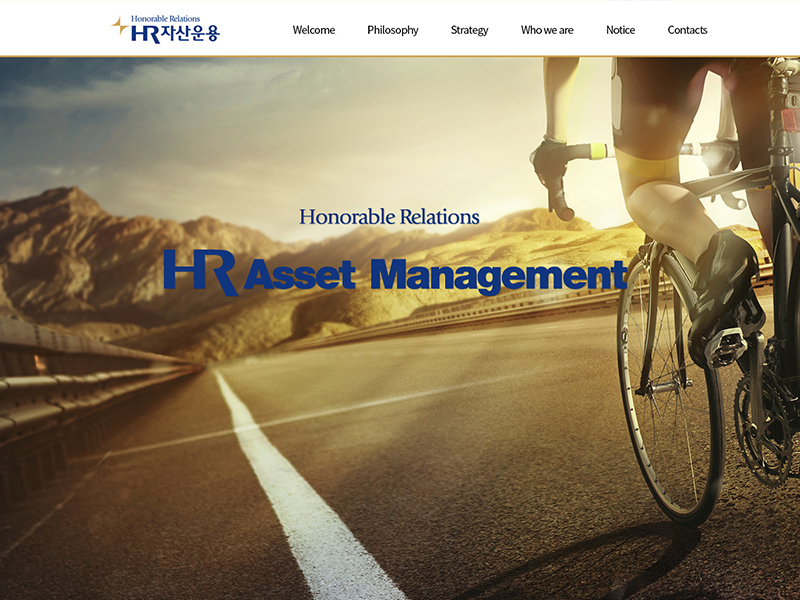 Honorable Relations
HR자산운용
Welcome Philosophy Strategy Who we are Notice Contacts
Honorable Relations
HR Asset Management